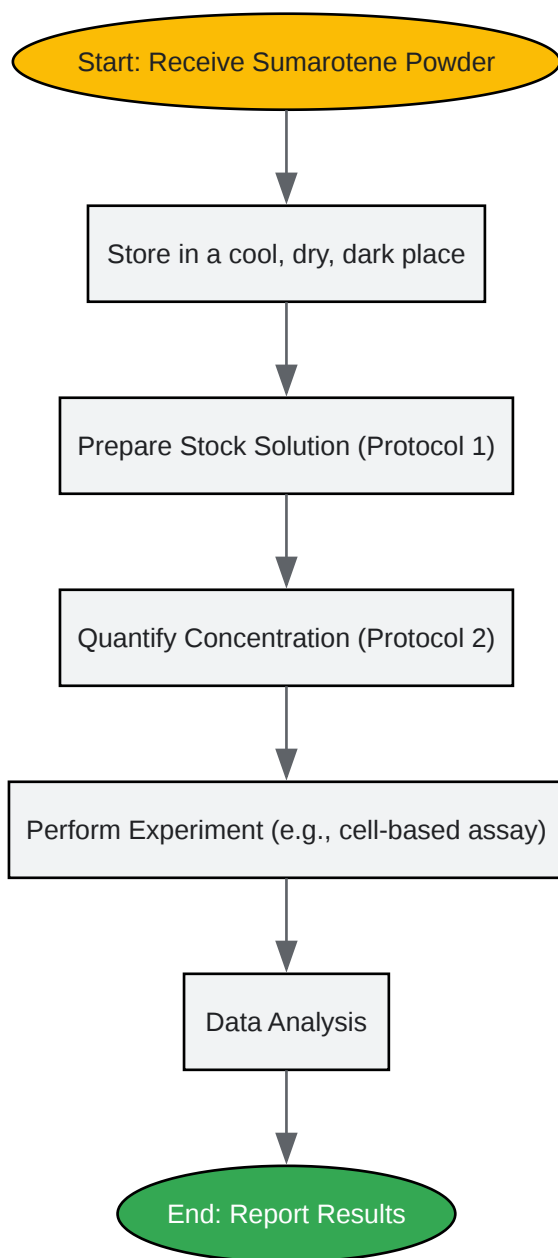 Start: Receive Sumarotene Powder
Store in a cool, dry, dark place
Prepare Stock Solution (Protocol 1)
Quantify Concentration (Protocol 2)
Perform Experiment (e.g., cell-based assay)
Data Analysis
End: Report Results